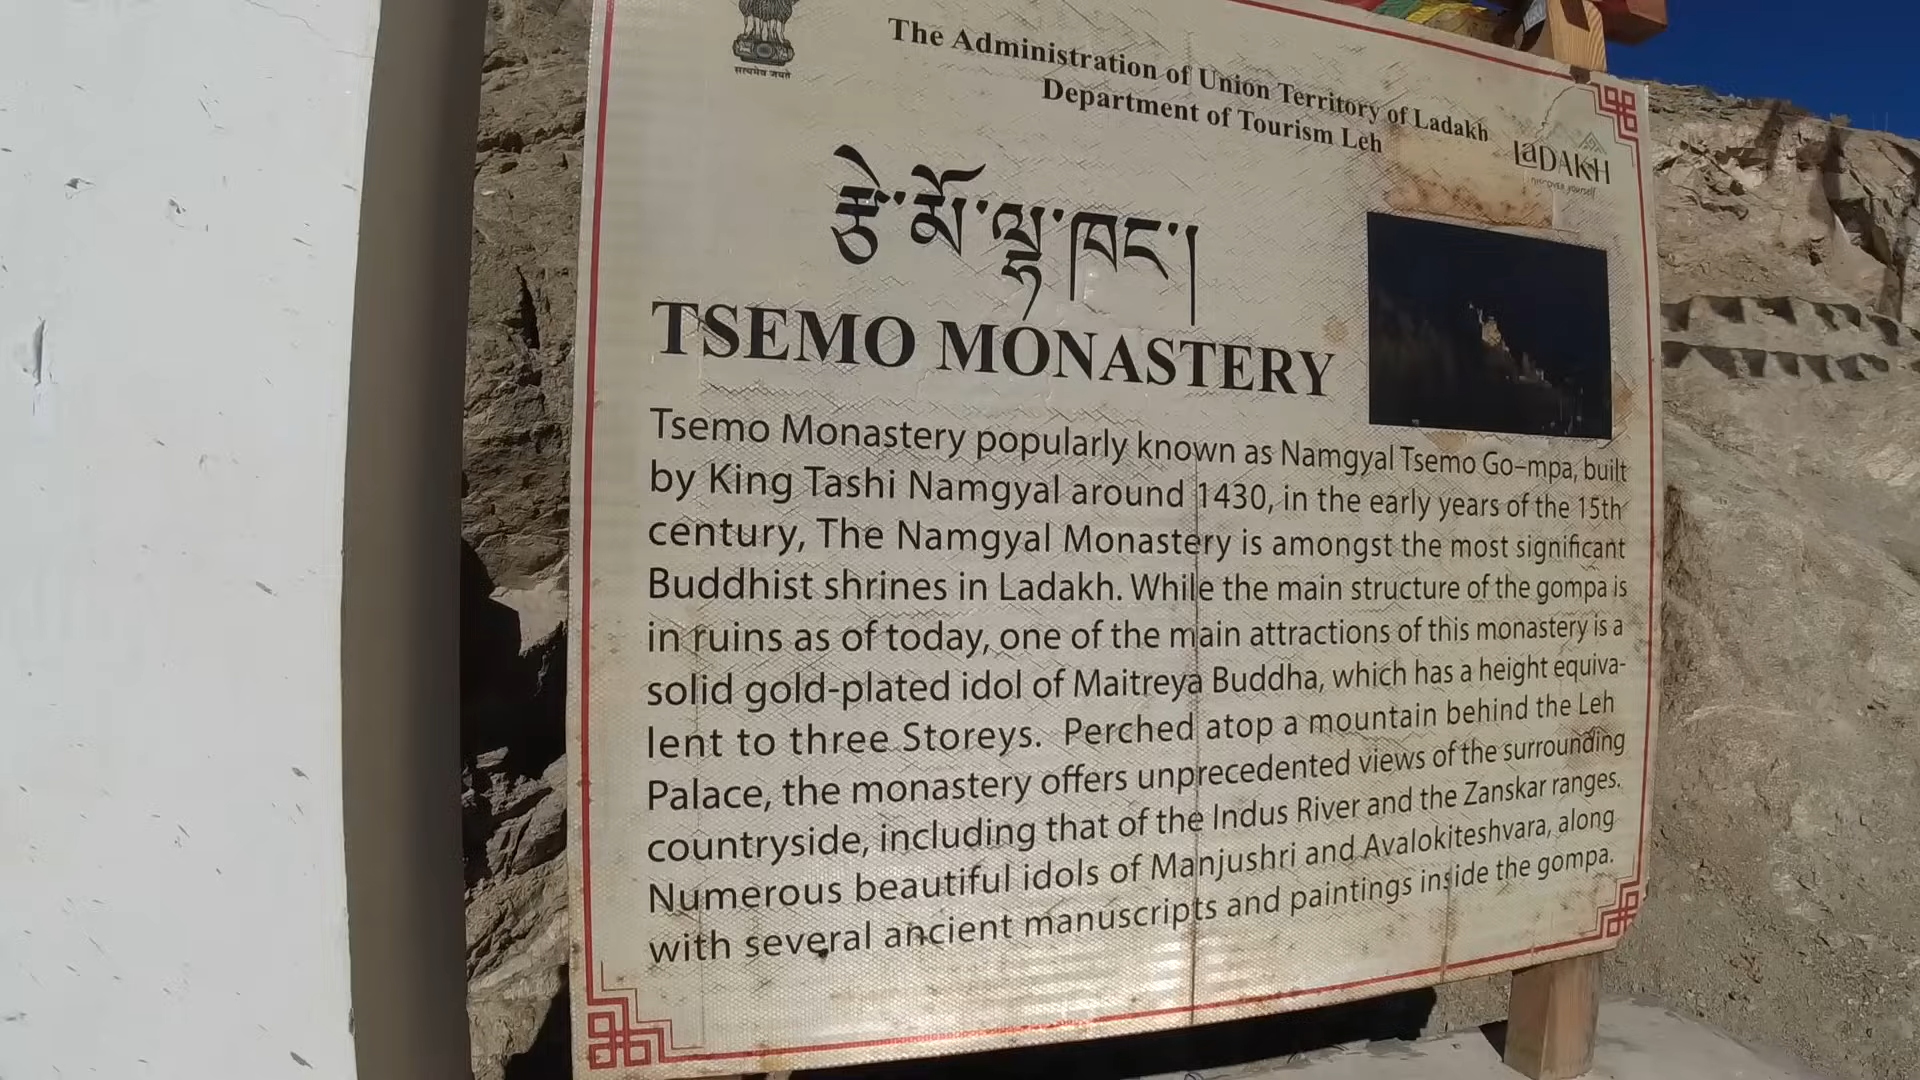 सत्यमेव जयते
The Administration of Union Territory of Ladakh
Department of Tourism Leh
LaDAKH
རྩེ་མོ་ལྷ་ཁང་།
TSEMO MONASTERY
Tsemo Monastery popularly known as Namgyal Tsemo Go-mpa, built
by King Tashi Namgyal around 1430, in the early years of the 15th
century, The Namgyal Monastery is amongst the most significant
Buddhist shrines in Ladakh. While the main structure of the gompa is
in ruins as of today, one of the main attractions of this monastery is a
solid gold-plated idol of Maitreya Buddha, which has a height equiva-
lent to three Storeys. Perched atop a mountain behind the Leh
Palace, the monastery offers unprecedented views of the surrounding
countryside, including that of the Indus River and the Zanskar ranges.
Numerous beautiful idols of Manjushri and Avalokiteshvara, along
with several ancient manuscripts and paintings inside the gompa.